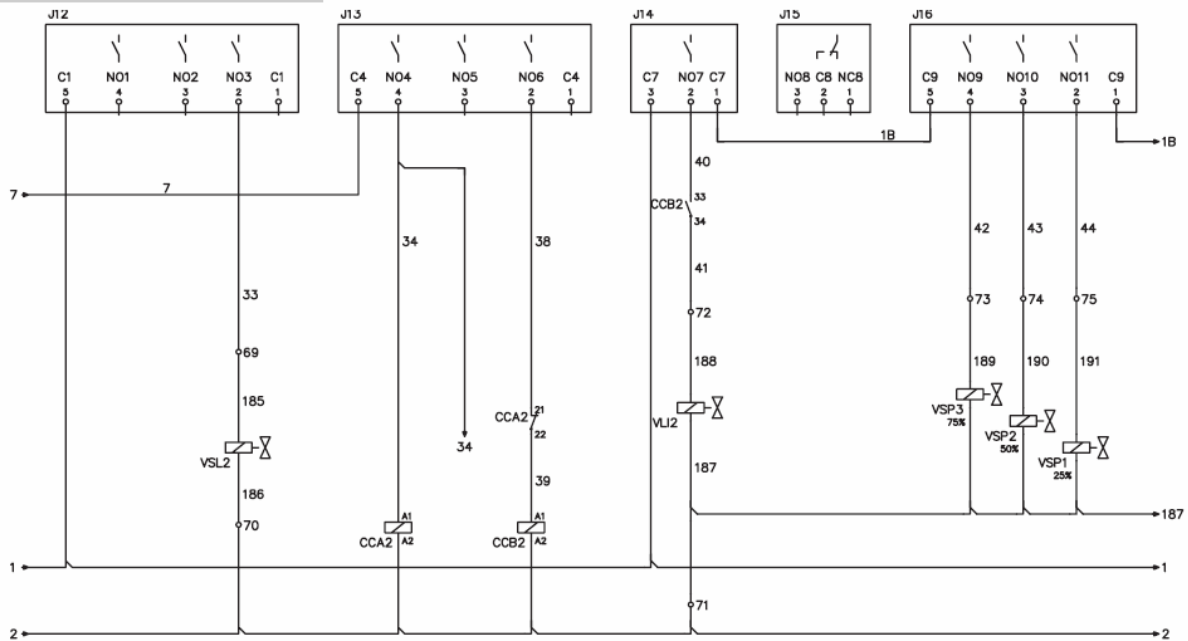 J12 J13 J14 J15 J16
C1 NO1 NO2 NO3 C1 C4 NO4 NO5 NO6 C4 C7 NO7 C7 NO8 C8 NC8 C9 NO9 NO10 NO11 C9
5 4 3 2 1 5 4 3 2 1 3 2 1 3 2 1 5 4 3 2 1
1B 1B
40
7 7
33
CCB2
34
34 38 42 43 44
41
33
73 74 75
72
69
188 189 190 191
185
VSP3
75%
CCA2 21
22
VLI2
VSP2
50%
34
VSL2
VSP1
25%
187
39
186
187
70
A1 A1
CCA2 A2 CCB2 A2
1 1
71
2 2